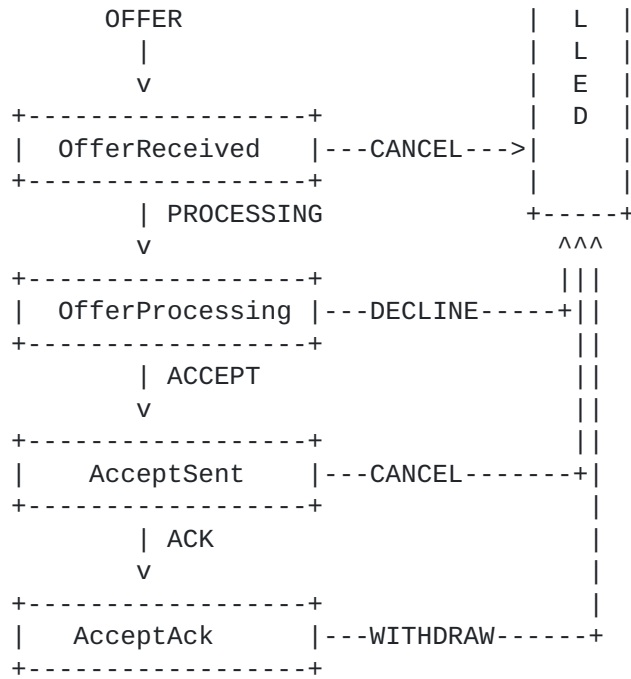 OFFER | L |
| | L |
v | E |
+------------------+ | D |
| OfferReceived |---CANCEL--->| |
+------------------+ | |
| PROCESSING +-----+
v ^^^
+------------------+ |||
| OfferProcessing |---DECLINE-----+||
+------------------+ ||
| ACCEPT ||
v ||
+------------------+ ||
| AcceptSent |---CANCEL-------+|
+------------------+ |
| ACK |
v |
+------------------+ |
| AcceptAck |---WITHDRAW------+
+------------------+